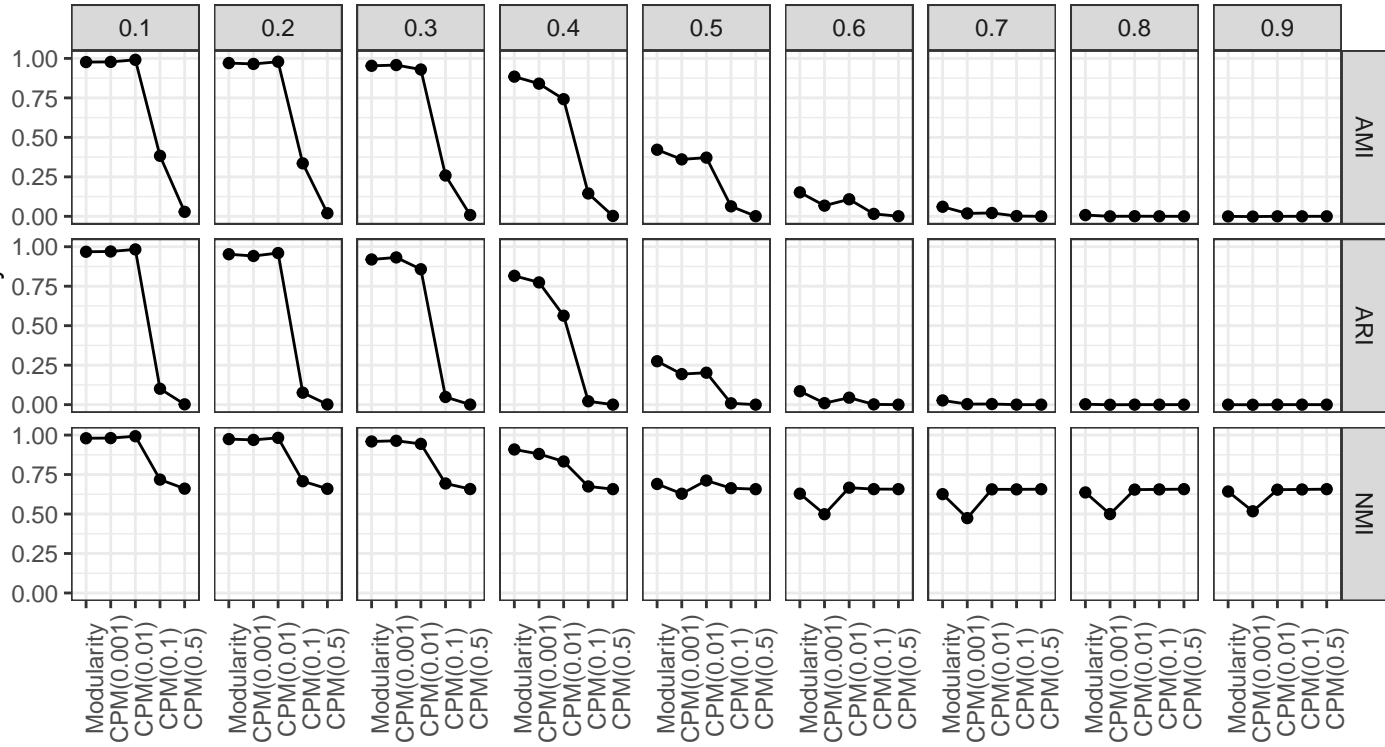 0.1 0.2 0.3 0.4 0.5 0.6 0.7 0.8 0.9
1.00
0.75
0.50
0.25
0.00
AMI
1.00
0.75
0.50
0.25
0.00
ARI
1.00
0.75
0.50
0.25
0.00
NMI
Modularity
CPM(0.001)
CPM(0.01)
CPM(0.1)
CPM(0.5)
Modularity
CPM(0.001)
CPM(0.01)
CPM(0.1)
CPM(0.5)
Modularity
CPM(0.001)
CPM(0.01)
CPM(0.1)
CPM(0.5)
Modularity
CPM(0.001)
CPM(0.01)
CPM(0.1)
CPM(0.5)
Modularity
CPM(0.001)
CPM(0.01)
CPM(0.1)
CPM(0.5)
Modularity
CPM(0.001)
CPM(0.01)
CPM(0.1)
CPM(0.5)
Modularity
CPM(0.001)
CPM(0.01)
CPM(0.1)
CPM(0.5)
Modularity
CPM(0.001)
CPM(0.01)
CPM(0.1)
CPM(0.5)
Modularity
CPM(0.001)
CPM(0.01)
CPM(0.1)
CPM(0.5)